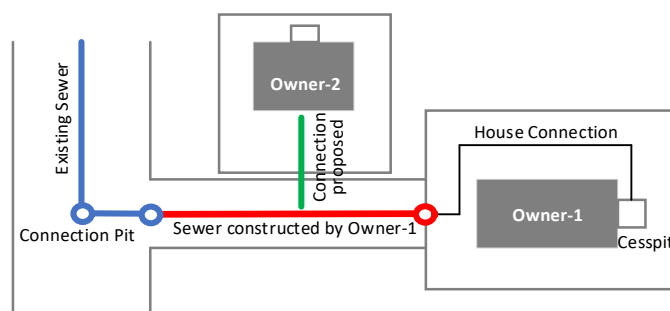 Owner-2
Existing Sewer
Connection
proposed
House Connection
Owner-1
Connection Pit
Sewer constructed by Owner-1
Cesspit